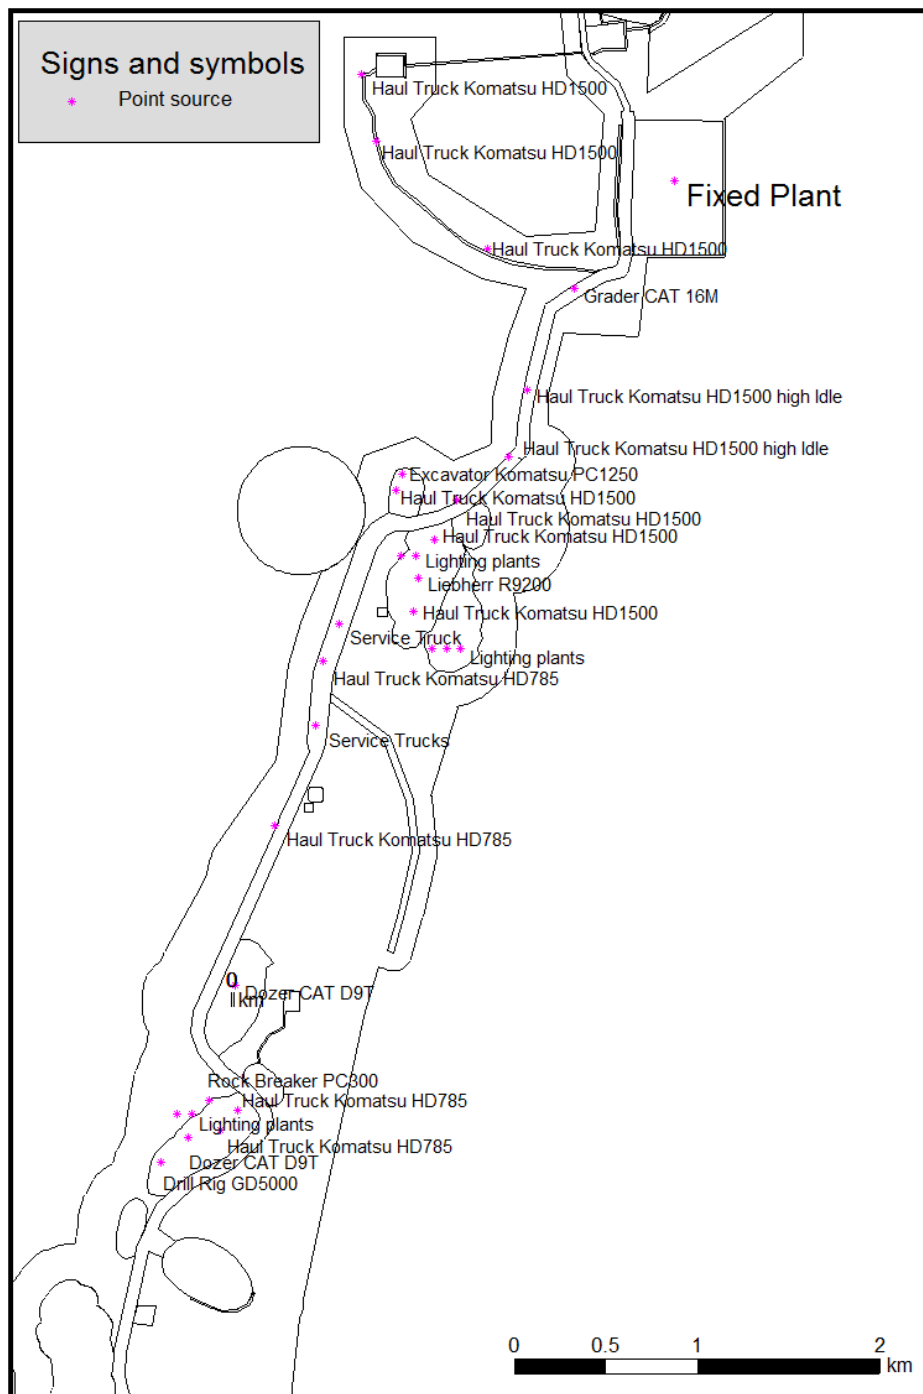 Signs and symbols
Point source
Haul Truck Komatsu HD1500
Haul Truck Komatsu HD1500
Fixed Plant
Haul Truck Komatsu HD1500
Grader CAT 16M
Haul Truck Komatsu HD1500 high Idle
Haul Truck Komatsu HD1500 high Idle
Excavator Komatsu PC1250
Haul Truck Komatsu HD1500
Haul Truck Komatsu HD1500
Haul Truck Komatsu HD1500
Lighting plants
Liebherr R9200
Haul Truck Komatsu HD1500
Service Truck
Lighting plants
Haul Truck Komatsu HD785
Service Trucks
Haul Truck Komatsu HD785
0
Dozer CAT D9T
km
Rock Breaker PC300
Haul Truck Komatsu HD785
Lighting plants
Haul Truck Komatsu HD785
Dozer CAT D9T
Drill Rig GD5000
0 0.5 1 2
km